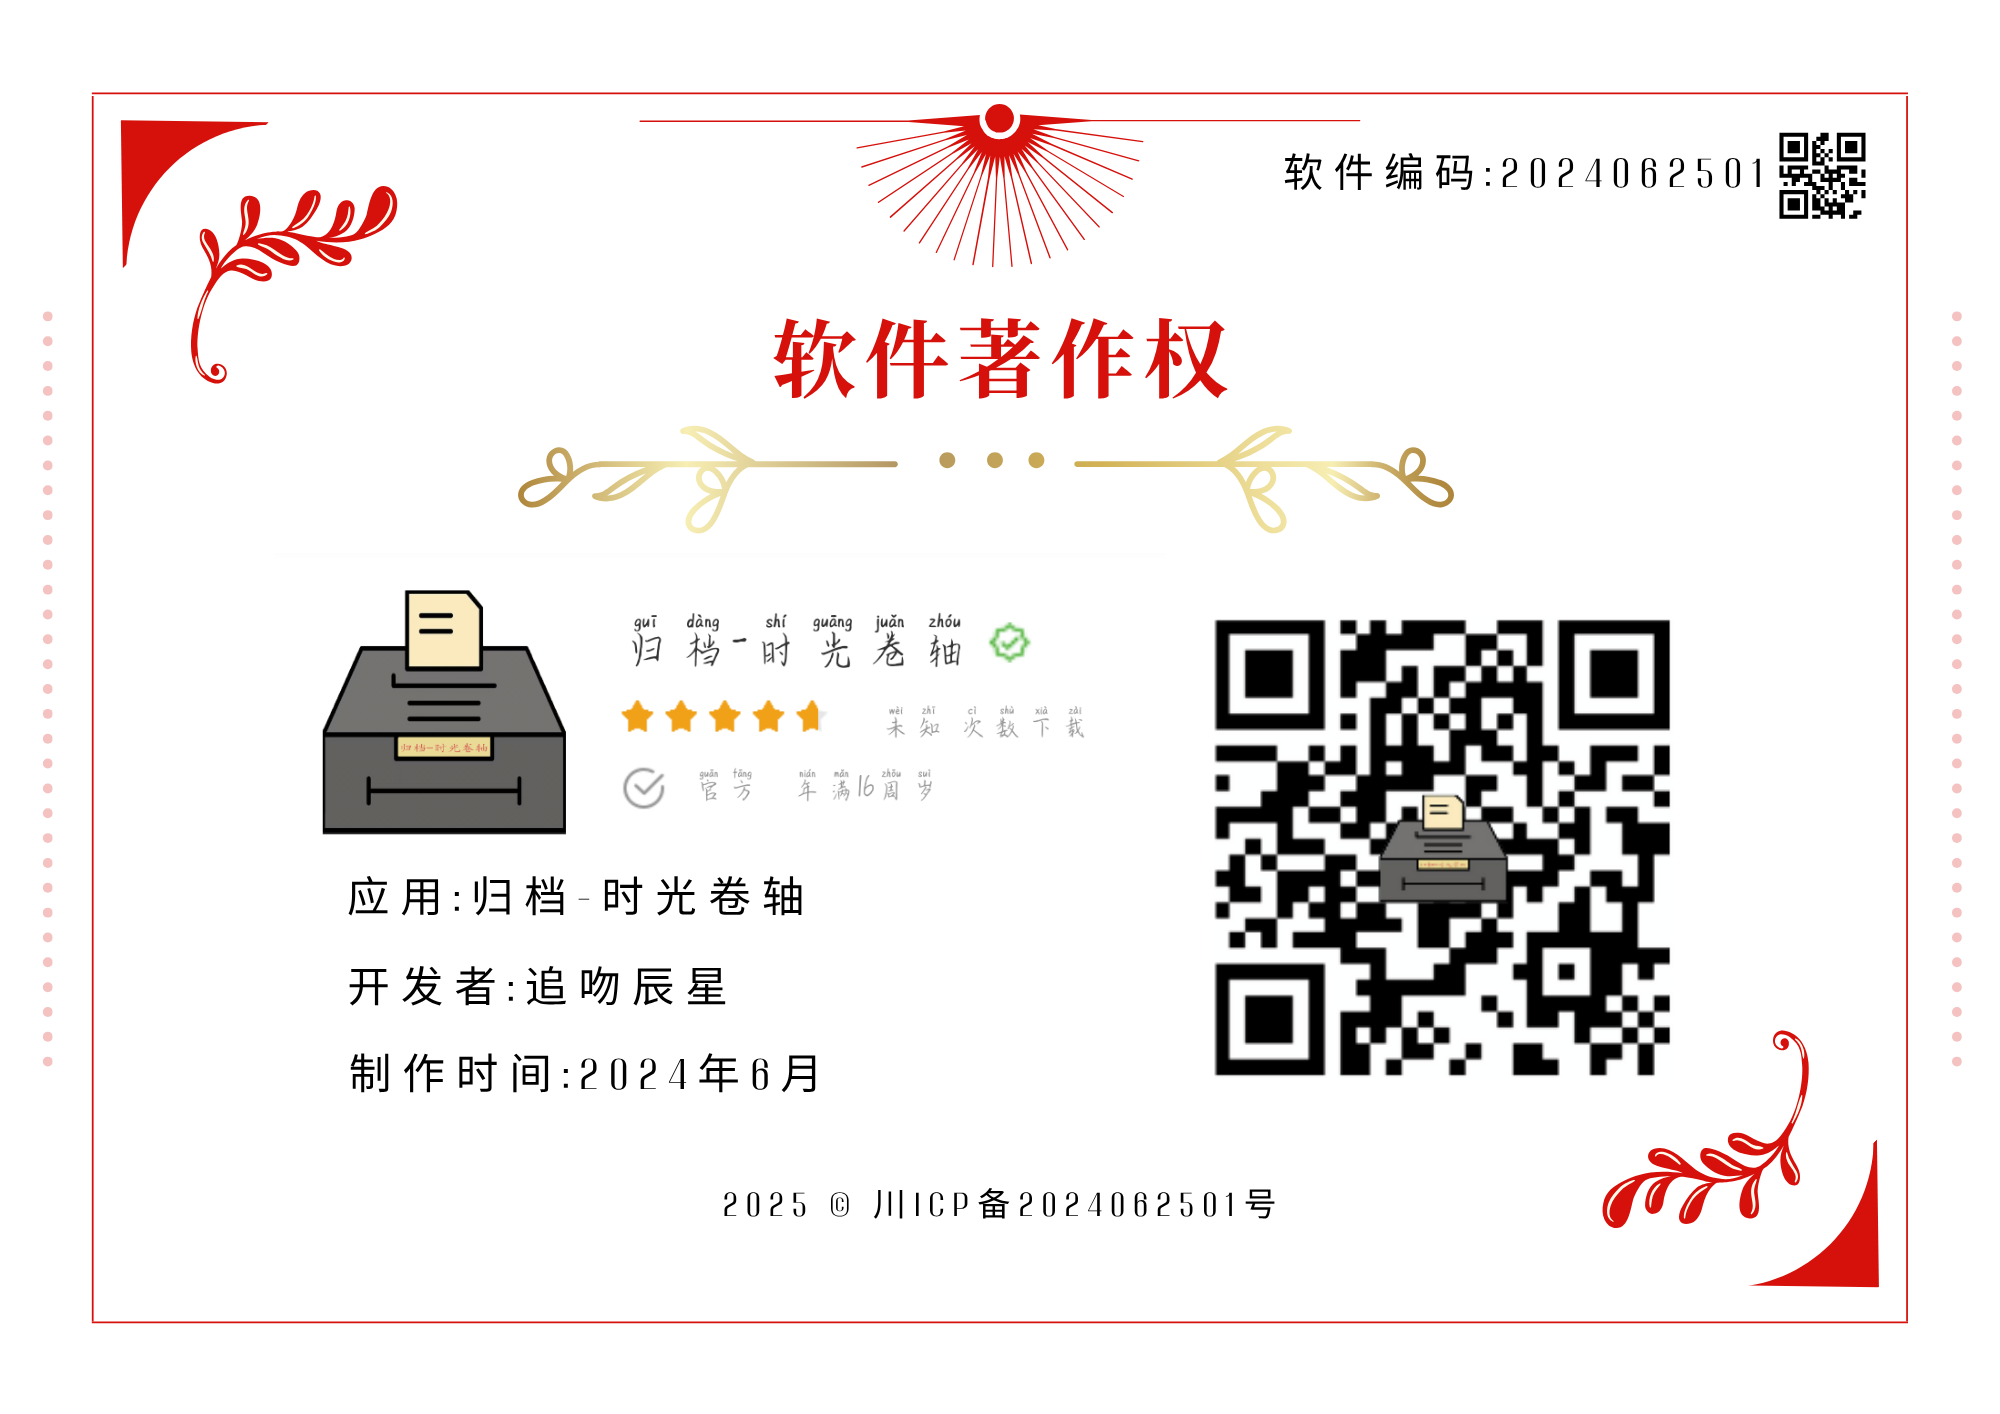 软件编码:2024062501
软件著作权
guī dàng shí guāng juǎn zhóu
归档-时光卷轴
wèi zhī cì shù xià zǎi
未知 次数下载
guān fāng nián mǎn zhōu suì
官方 年满16周岁
归档-时光卷轴
应用:归档-时光卷轴
开发者:追吻辰星
制作时间:2024年6月
2025 © 川ICP备2024062501号